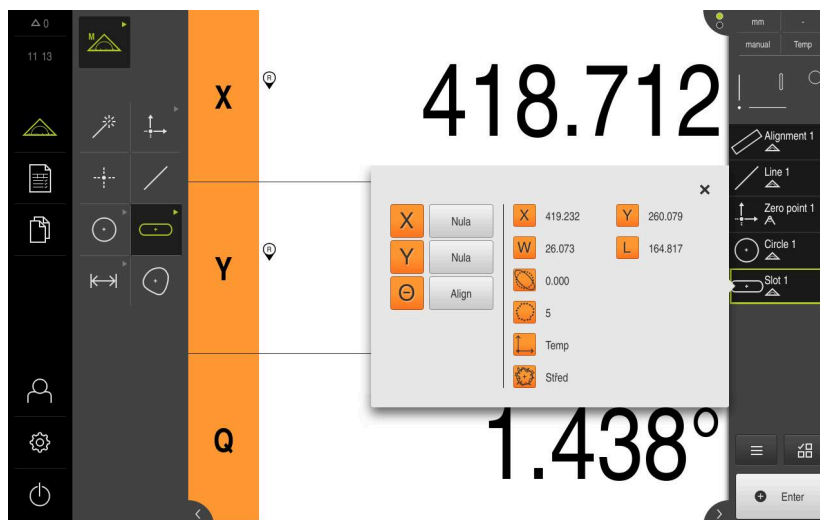 0
11 13
M
X
R
418.712
Y
R
Q
1.438°
X Nula
Y Nula
Θ Align
X 419.232 Y 260.079
W 26.073 L 164.817
0.000
5
Temp
Střed
mm -
manual Temp
Alignment 1
Line 1
Zero point 1
Circle 1
Slot 1
Enter